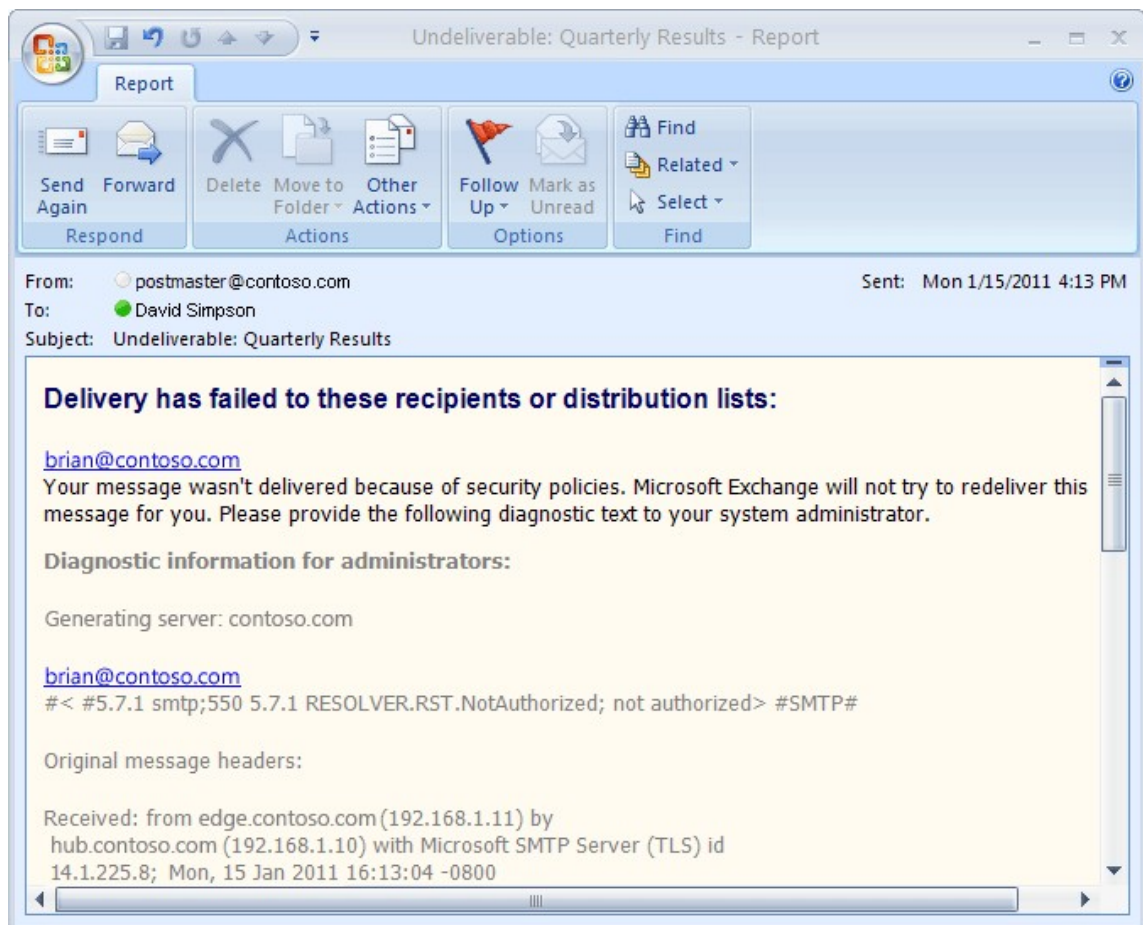 Undeliverable: Quarterly Results - Report
Report
Send Again
Forward
Delete
Move to Folder
Other Actions
Follow Up
Mark as Unread
Find
Related
Select
Respond
Actions
Options
Find
From: postmaster@contoso.com
Sent: Mon 1/15/2011 4:13 PM
To: David Simpson
Subject: Undeliverable: Quarterly Results
Delivery has failed to these recipients or distribution lists:
brian@contoso.com
Your message wasn't delivered because of security policies. Microsoft Exchange will not try to redeliver this
message for you. Please provide the following diagnostic text to your system administrator.
Diagnostic information for administrators:
Generating server: contoso.com
brian@contoso.com
#< #5.7.1 smtp;550 5.7.1 RESOLVER.RST.NotAuthorized; not authorized> #SMTP#
Original message headers:
Received: from edge.contoso.com (192.168.1.11) by
hub.contoso.com (192.168.1.10) with Microsoft SMTP Server (TLS) id
14.1.225.8; Mon, 15 Jan 2011 16:13:04 -0800